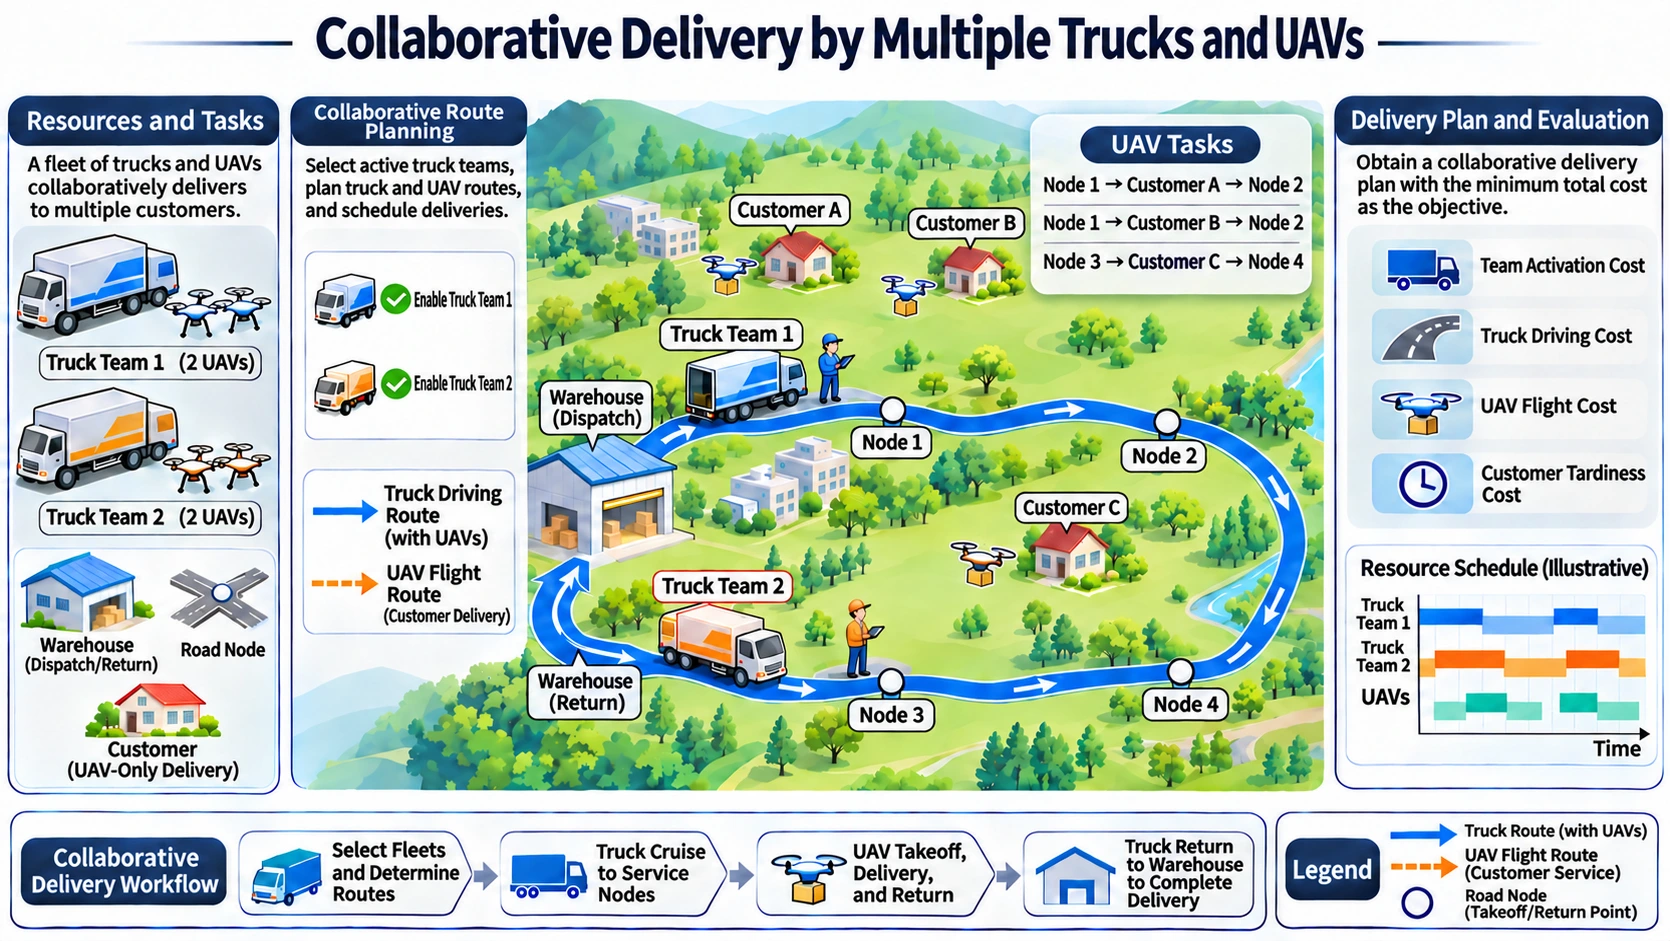 Collaborative Delivery by Multiple Trucks and UAVs
Resources and Tasks
A fleet of trucks and UAVs
collaboratively delivers
to multiple customers.
Truck Team 1 (2 UAVs)
Truck Team 2 (2 UAVs)
Warehouse
(Dispatch/Return)
Road Node
Customer
(UAV-Only Delivery)
Collaborative Route
Planning
Select active truck teams,
plan truck and UAV routes,
and schedule deliveries.
Enable Truck Team 1
Enable Truck Team 2
Truck Driving
Route
(with UAVs)
UAV Flight
Route
(Customer Delivery)
UAV Tasks
Node 1 → Customer A → Node 2
Node 1 → Customer B → Node 2
Node 3 → Customer C → Node 4
Customer A
Customer B
Truck Team 1
Warehouse
(Dispatch)
Node 1
Node 2
Customer C
Truck Team 2
Warehouse
(Return)
Node 3
Node 4
Delivery Plan and Evaluation
Obtain a collaborative delivery
plan with the minimum total cost
as the objective.
Team Activation Cost
Truck Driving Cost
UAV Flight Cost
Customer Tardiness
Cost
Resource Schedule (Illustrative)
Truck
Team 1
Truck
Team 2
UAVs
Time
Collaborative
Delivery Workflow
Select Fleets
and Determine
Routes
Truck Cruise
to Service
Nodes
UAV Takeoff,
Delivery,
and Return
Truck Return
to Warehouse
to Complete
Delivery
Legend
Truck Route (with UAVs)
UAV Flight Route
(Customer Service)
Road Node
(Takeoff/Return Point)